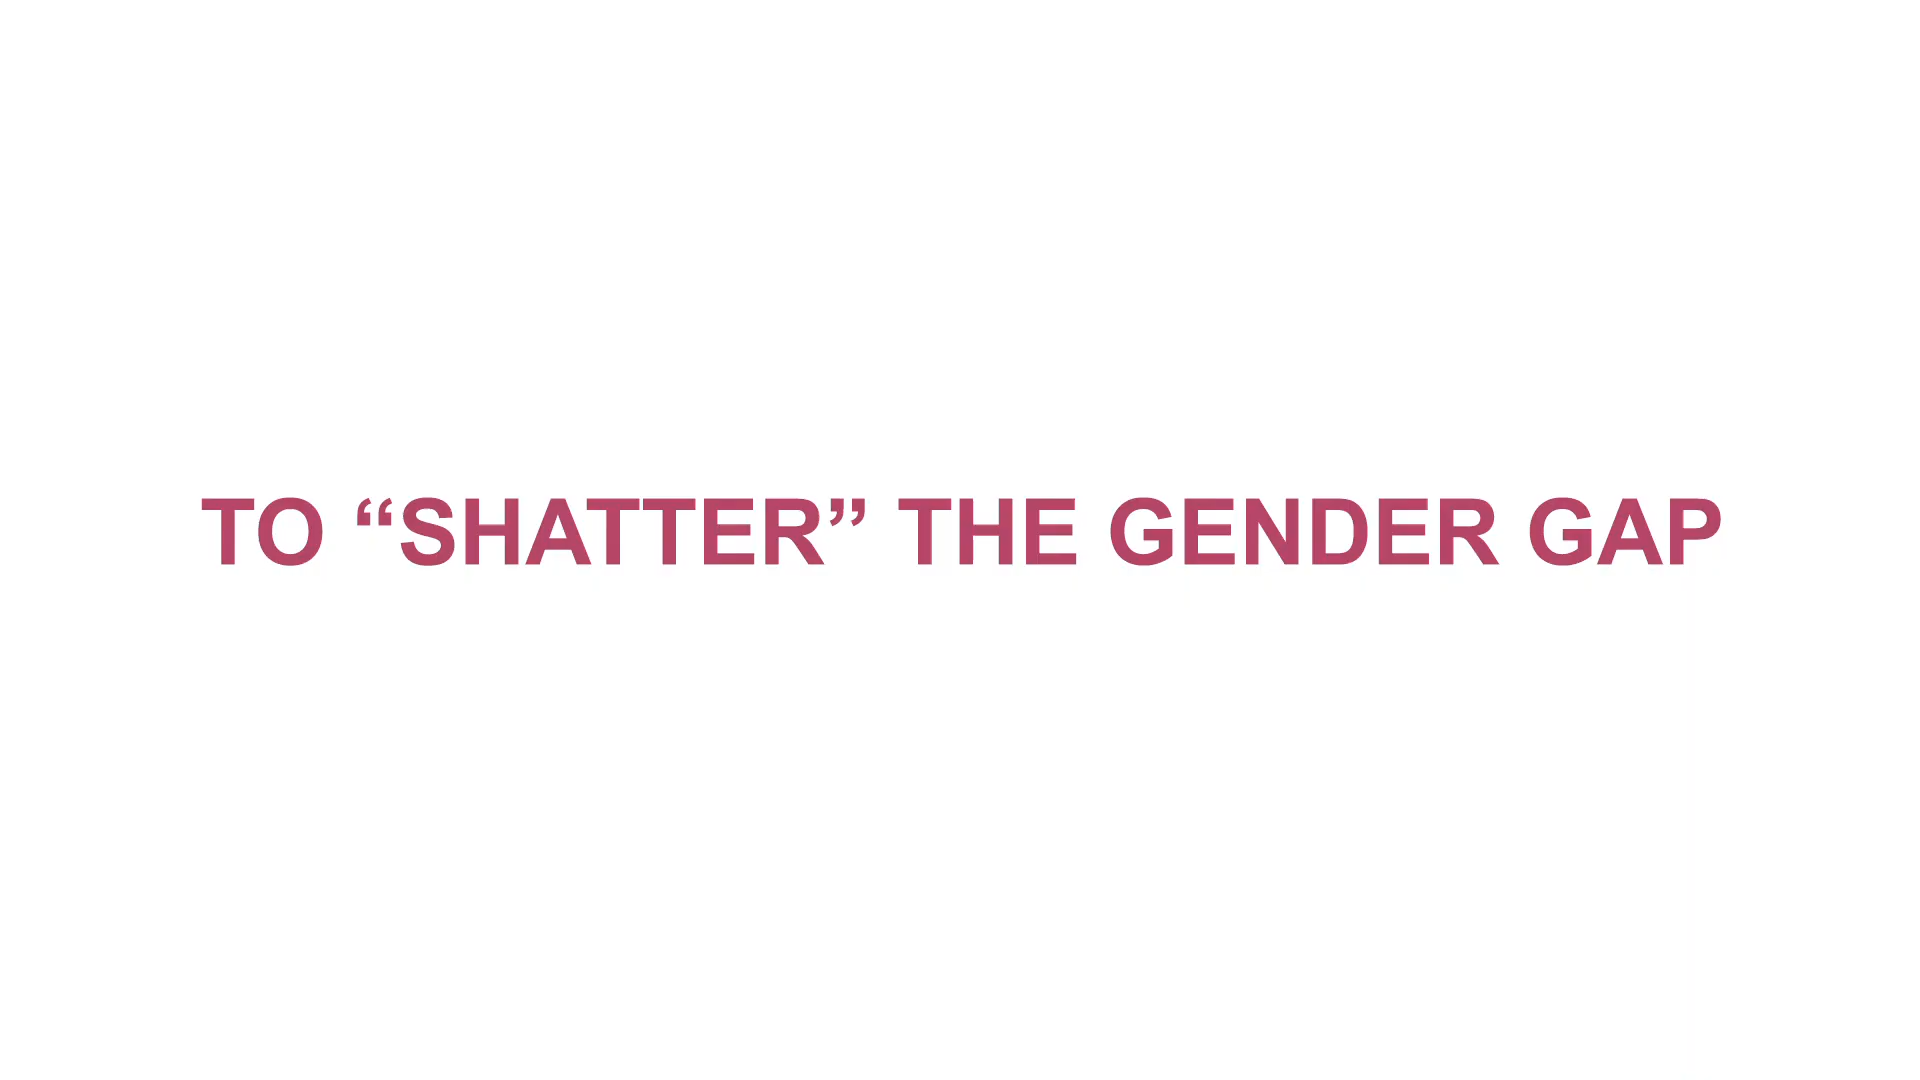 TO “SHATTER” THE GENDER GAP